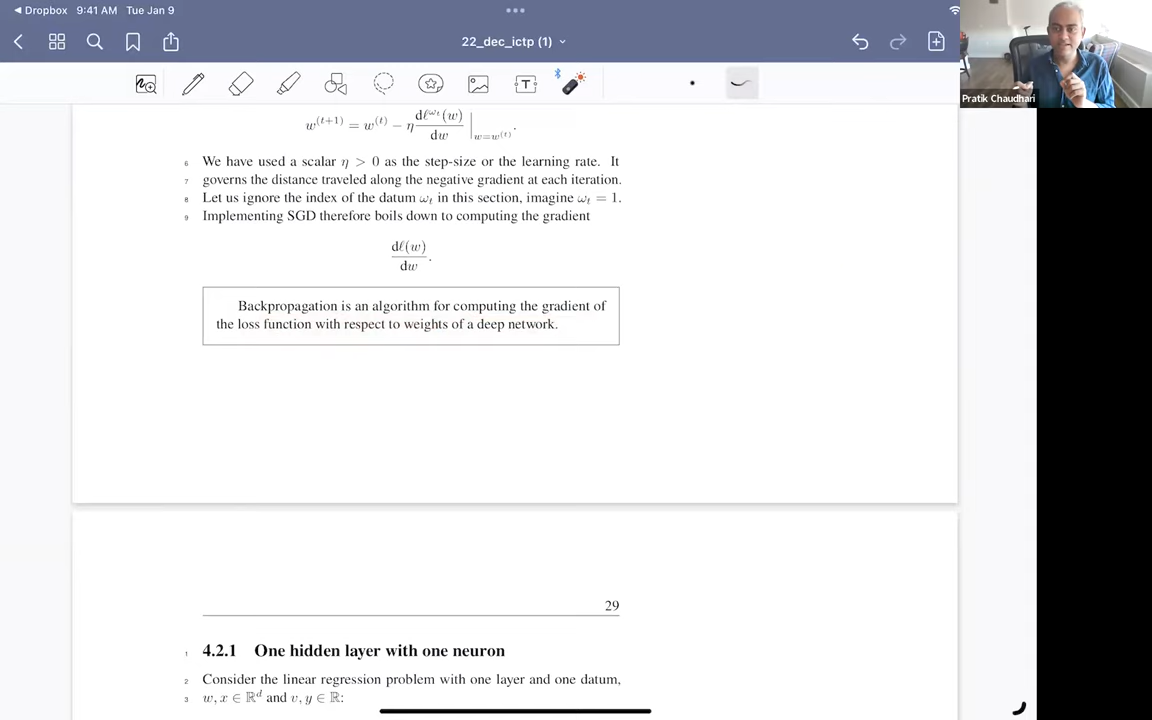 Dropbox 9:41 AM Tue Jan 9
22_dec_ictp (1)
T
Pratik Chaudhari
w^{(t+1)} = w^{(t)} − η dℓ^{ω_t}(w)/dw |_{w=w^{(t)}}.
6 We have used a scalar η > 0 as the step-size or the learning rate. It
7 governs the distance traveled along the negative gradient at each iteration.
8 Let us ignore the index of the datum ω_t in this section, imagine ω_t = 1.
9 Implementing SGD therefore boils down to computing the gradient
dℓ(w)/dw.
Backpropagation is an algorithm for computing the gradient of
the loss function with respect to weights of a deep network.
29
1 4.2.1 One hidden layer with one neuron
2 Consider the linear regression problem with one layer and one datum,
3 w, x ∈ ℝ^d and v, y ∈ ℝ: